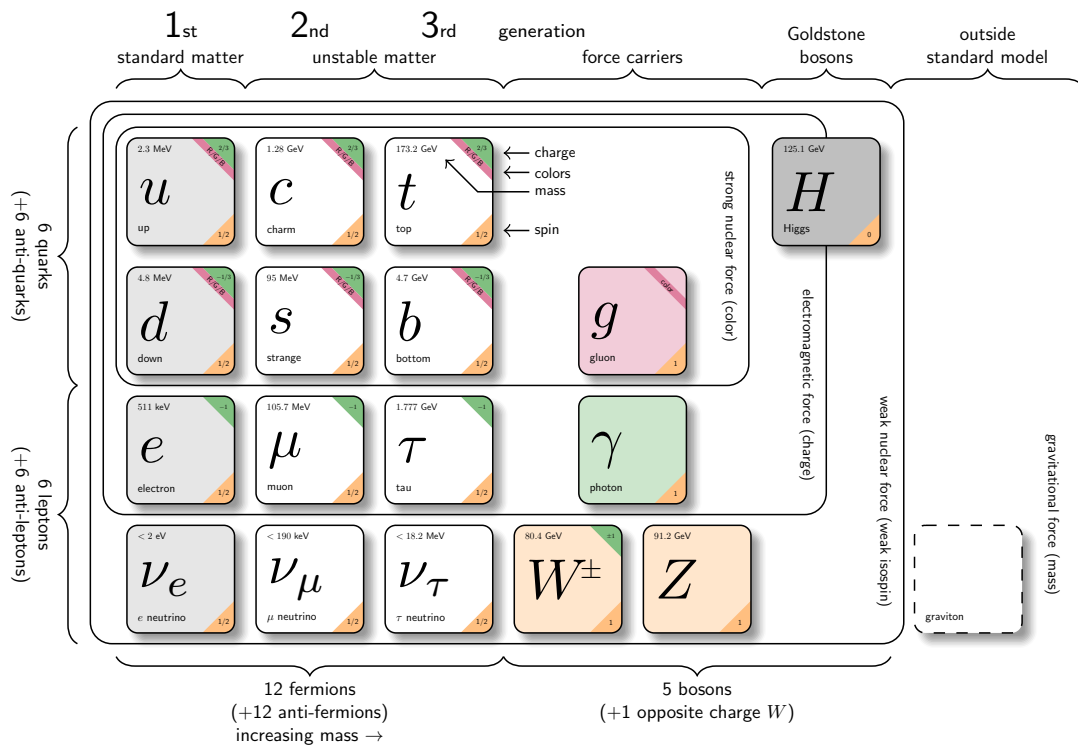 1st 2nd 3rd generation
standard matter
unstable matter
force carriers
Goldstone
bosons
outside
standard model
6 quarks
(+6 anti-quarks)
6 leptons
(+6 anti-leptons)
2.3 MeV
2/3
R/G/B
u
up
1/2
1.28 GeV
2/3
R/G/B
c
charm
1/2
173.2 GeV
2/3
R/G/B
t
top
1/2
charge
colors
mass
spin
strong nuclear force (color)
125.1 GeV
H
Higgs
0
4.8 MeV
−1/3
R/G/B
d
down
1/2
95 MeV
−1/3
R/G/B
s
strange
1/2
4.7 GeV
−1/3
R/G/B
b
bottom
1/2
color
g
gluon
1
electromagnetic force (charge)
511 keV
−1
e
electron
1/2
105.7 MeV
−1
μ
muon
1/2
1.777 GeV
−1
τ
tau
1/2
γ
photon
1
weak nuclear force (weak isospin)
gravitational force (mass)
< 2 eV
νe
e neutrino
1/2
< 190 keV
νμ
μ neutrino
1/2
< 18.2 MeV
ντ
τ neutrino
1/2
80.4 GeV
±1
W±
1
91.2 GeV
Z
1
graviton
12 fermions
(+12 anti-fermions)
increasing mass →
5 bosons
(+1 opposite charge W)